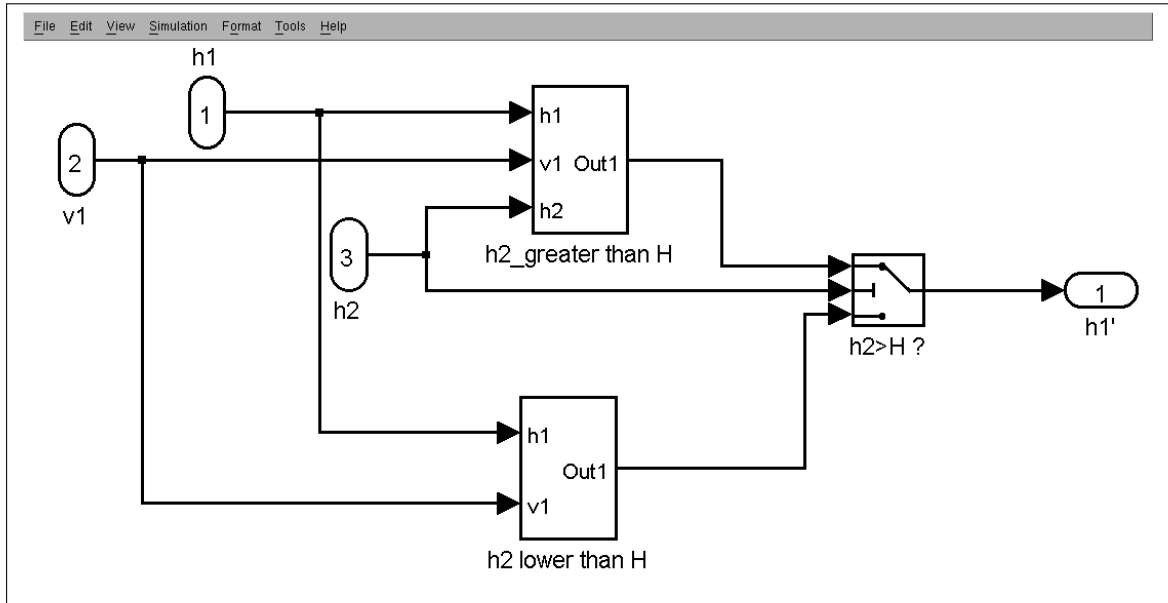 File Edit View Simulation Format Tools Help
h1
1
2
v1
h1
v1
h2
Out1
h2_greater than H
3
h2
h2>H ?
1
h1'
h1
v1
Out1
h2 lower than H